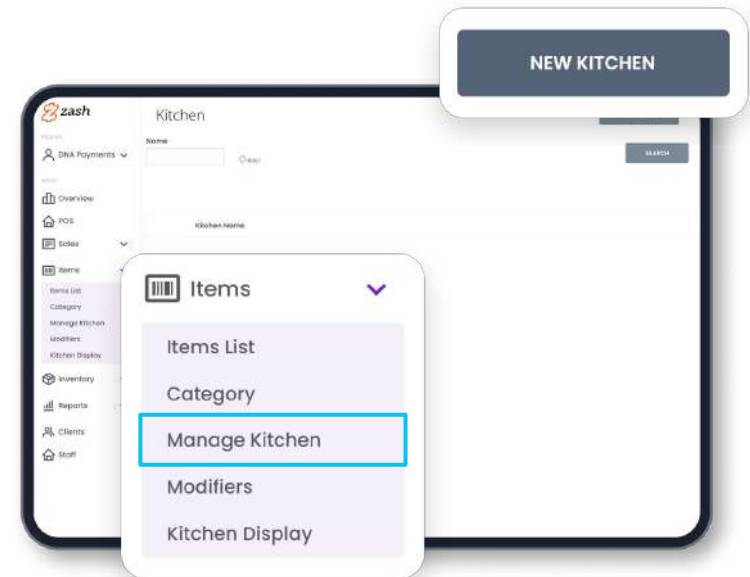 NEW KITCHEN
zash
Kitchen
Name
DNA Payments
SEARCH
Overview
POS
Kitchen Name
Sales
Items
Items List
Category
Manage Kitchen
Modifiers
Kitchen Display
Inventory
Reports
Clients
Staff
Items
Items List
Category
Manage Kitchen
Modifiers
Kitchen Display